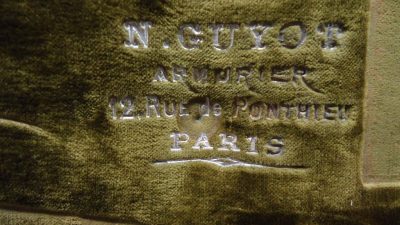 N. GUYOT
ARMURIER
12. Rue de PONTHIEU
PARIS